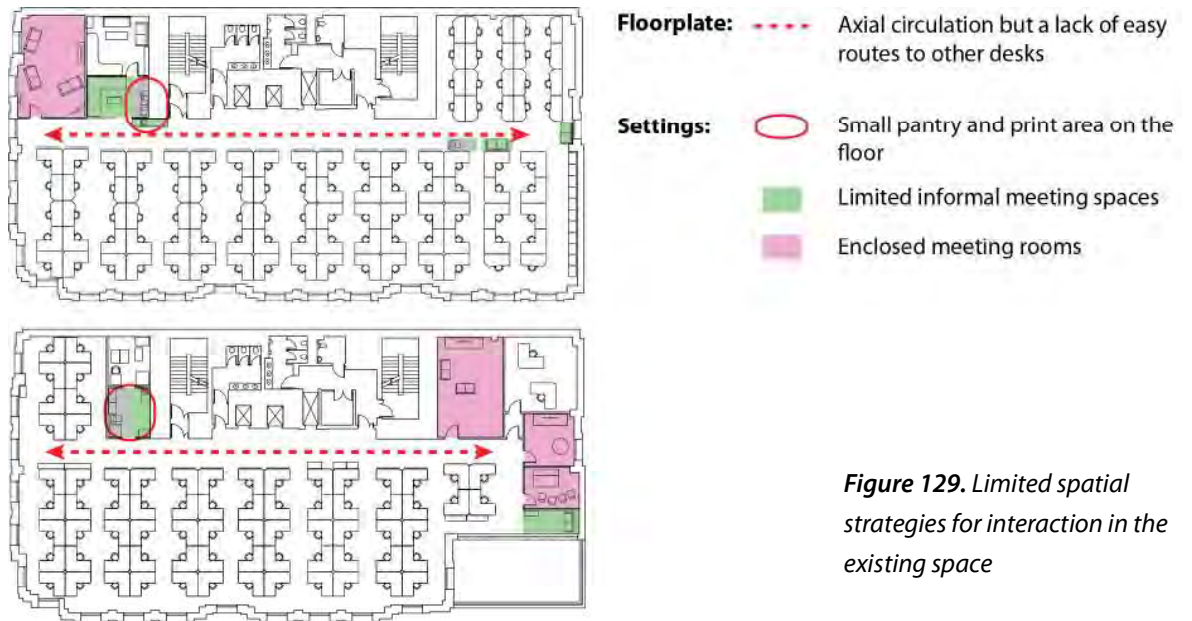 Floorplate: Axial circulation but a lack of easy
routes to other desks
Settings: Small pantry and print area on the
floor
Limited informal meeting spaces
Enclosed meeting rooms
Figure 129. Limited spatial
strategies for interaction in the
existing space